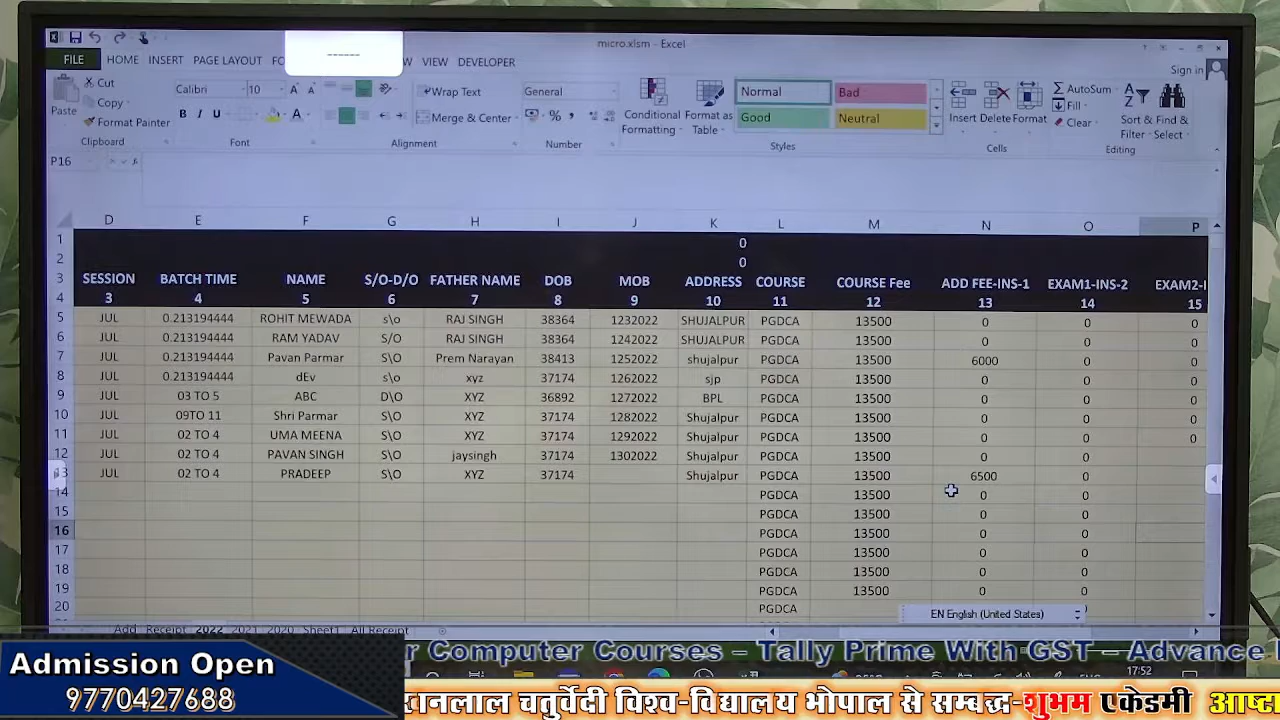 micro.xlsm - Excel
FILE HOME INSERT PAGE LAYOUT FO W VIEW DEVELOPER Sign in
Cut
Copy
Format Painter
Paste
Clipboard
Calibri 10
B I U
Font
Wrap Text
Merge & Center
Alignment
General
Number
Conditional Formatting
Format as Table
Normal Bad
Good Neutral
Styles
Insert Delete Format
Cells
AutoSum
Fill
Clear
Sort & Filter
Find & Select
Editing
P16
D E F G H I J K L M N O P
1 0
2 0
3 SESSION BATCH TIME NAME S/O-D/O FATHER NAME DOB MOB ADDRESS COURSE COURSE Fee ADD FEE-INS-1 EXAM1-INS-2 EXAM2-I
4 3 4 5 6 7 8 9 10 11 12 13 14 15
5 JUL 0.213194444 ROHIT MEWADA s\o RAJ SINGH 38364 1232022 SHUJALPUR PGDCA 13500 0 0 0
6 JUL 0.213194444 RAM YADAV S/O RAJ SINGH 38364 1242022 SHUJALPUR PGDCA 13500 0 0 0
7 JUL 0.213194444 Pavan Parmar S\O Prem Narayan 38413 1252022 shujalpur PGDCA 13500 6000 0 0
8 JUL 0.213194444 dEv s\o xyz 37174 1262022 sjp PGDCA 13500 0 0 0
9 JUL 03 TO 5 ABC D\O XYZ 36892 1272022 BPL PGDCA 13500 0 0 0
10 JUL 09TO 11 Shri Parmar S\O XYZ 37174 1282022 Shujalpur PGDCA 13500 0 0 0
11 JUL 02 TO 4 UMA MEENA S\O XYZ 37174 1292022 Shujalpur PGDCA 13500 0 0 0
12 JUL 02 TO 4 PAVAN SINGH S\O jaysingh 37174 1302022 Shujalpur PGDCA 13500 0 0
13 JUL 02 TO 4 PRADEEP S\O XYZ 37174 Shujalpur PGDCA 13500 6500 0
14 PGDCA 13500 0 0
15 PGDCA 13500 0 0
16 PGDCA 13500 0 0
17 PGDCA 13500 0 0
18 PGDCA 13500 0 0
19 PGDCA 13500 0 0
20 PGDCA
EN English (United States)
Add Receipt 2022 2021 2020 Sheet1 All Receipt
17:52
r Computer Courses – Tally Prime With GST – Advance
Admission Open
9770427688
चतुर्वेदी विश्व-विद्यालय भोपाल से सम्बद्ध-शुभम एकेडमी आष्टा